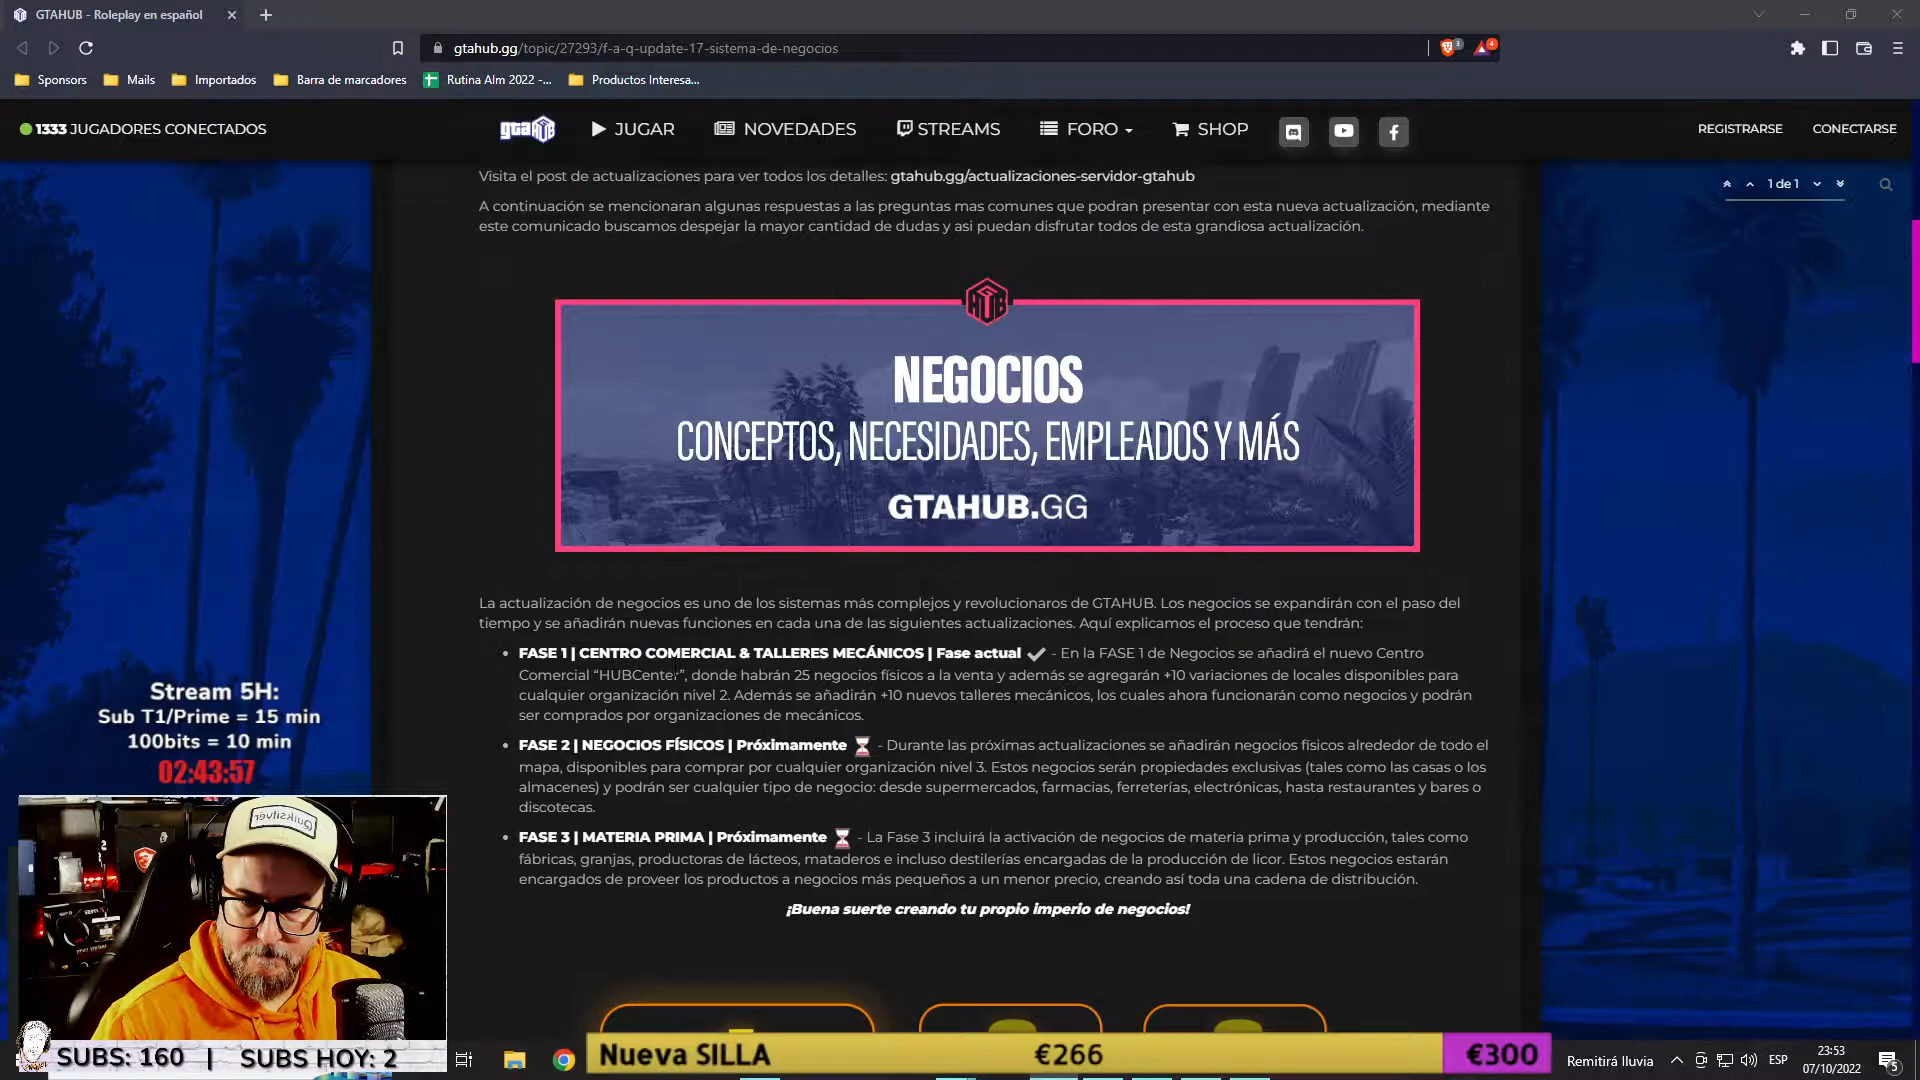 GTAHUB - Roleplay en español
gtahub.gg/topic/27293/f-a-q-update-17-sistema-de-negocios
3
4
Sponsors
Mails
Importados
Barra de marcadores
Rutina Alm 2022 -...
Productos Interesa...
1333 JUGADORES CONECTADOS
gtaHUB
JUGAR
NOVEDADES
STREAMS
FORO
SHOP
REGISTRARSE
CONECTARSE
1 de 1
Visita el post de actualizaciones para ver todos los detalles: gtahub.gg/actualizaciones-servidor-gtahub
A continuación se mencionaran algunas respuestas a las preguntas mas comunes que podran presentar con esta nueva actualización, mediante
este comunicado buscamos despejar la mayor cantidad de dudas y asi puedan disfrutar todos de esta grandiosa actualización.
NEGOCIOS
CONCEPTOS, NECESIDADES, EMPLEADOS Y MÁS
GTAHUB.GG
La actualización de negocios es uno de los sistemas más complejos y revolucionaros de GTAHUB. Los negocios se expandirán con el paso del
tiempo y se añadirán nuevas funciones en cada una de las siguientes actualizaciones. Aquí explicamos el proceso que tendrán:
FASE 1 | CENTRO COMERCIAL & TALLERES MECÁNICOS | Fase actual - En la FASE 1 de Negocios se añadirá el nuevo Centro
Comercial “HUBCenter”, donde habrán 25 negocios físicos a la venta y además se agregarán +10 variaciones de locales disponibles para
cualquier organización nivel 2. Además se añadirán +10 nuevos talleres mecánicos, los cuales ahora funcionarán como negocios y podrán
ser comprados por organizaciones de mecánicos.
FASE 2 | NEGOCIOS FÍSICOS | Próximamente - Durante las próximas actualizaciones se añadirán negocios físicos alrededor de todo el
mapa, disponibles para comprar por cualquier organización nivel 3. Estos negocios serán propiedades exclusivas (tales como las casas o los
almacenes) y podrán ser cualquier tipo de negocio: desde supermercados, farmacias, ferreterías, electrónicas, hasta restaurantes y bares o
discotecas.
FASE 3 | MATERIA PRIMA | Próximamente - La Fase 3 incluirá la activación de negocios de materia prima y producción, tales como
fábricas, granjas, productoras de lácteos, mataderos e incluso destilerías encargadas de la producción de licor. Estos negocios estarán
encargados de proveer los productos a negocios más pequeños a un menor precio, creando así toda una cadena de distribución.
¡Buena suerte creando tu propio imperio de negocios!
Stream 5H:
Sub T1/Prime = 15 min
100bits = 10 min
02:43:57
Quiksilver
SUBS: 160 | SUBS HOY: 2
Nueva SILLA
€266
€300
Remitirá lluvia
ESP
23:53
07/10/2022
5